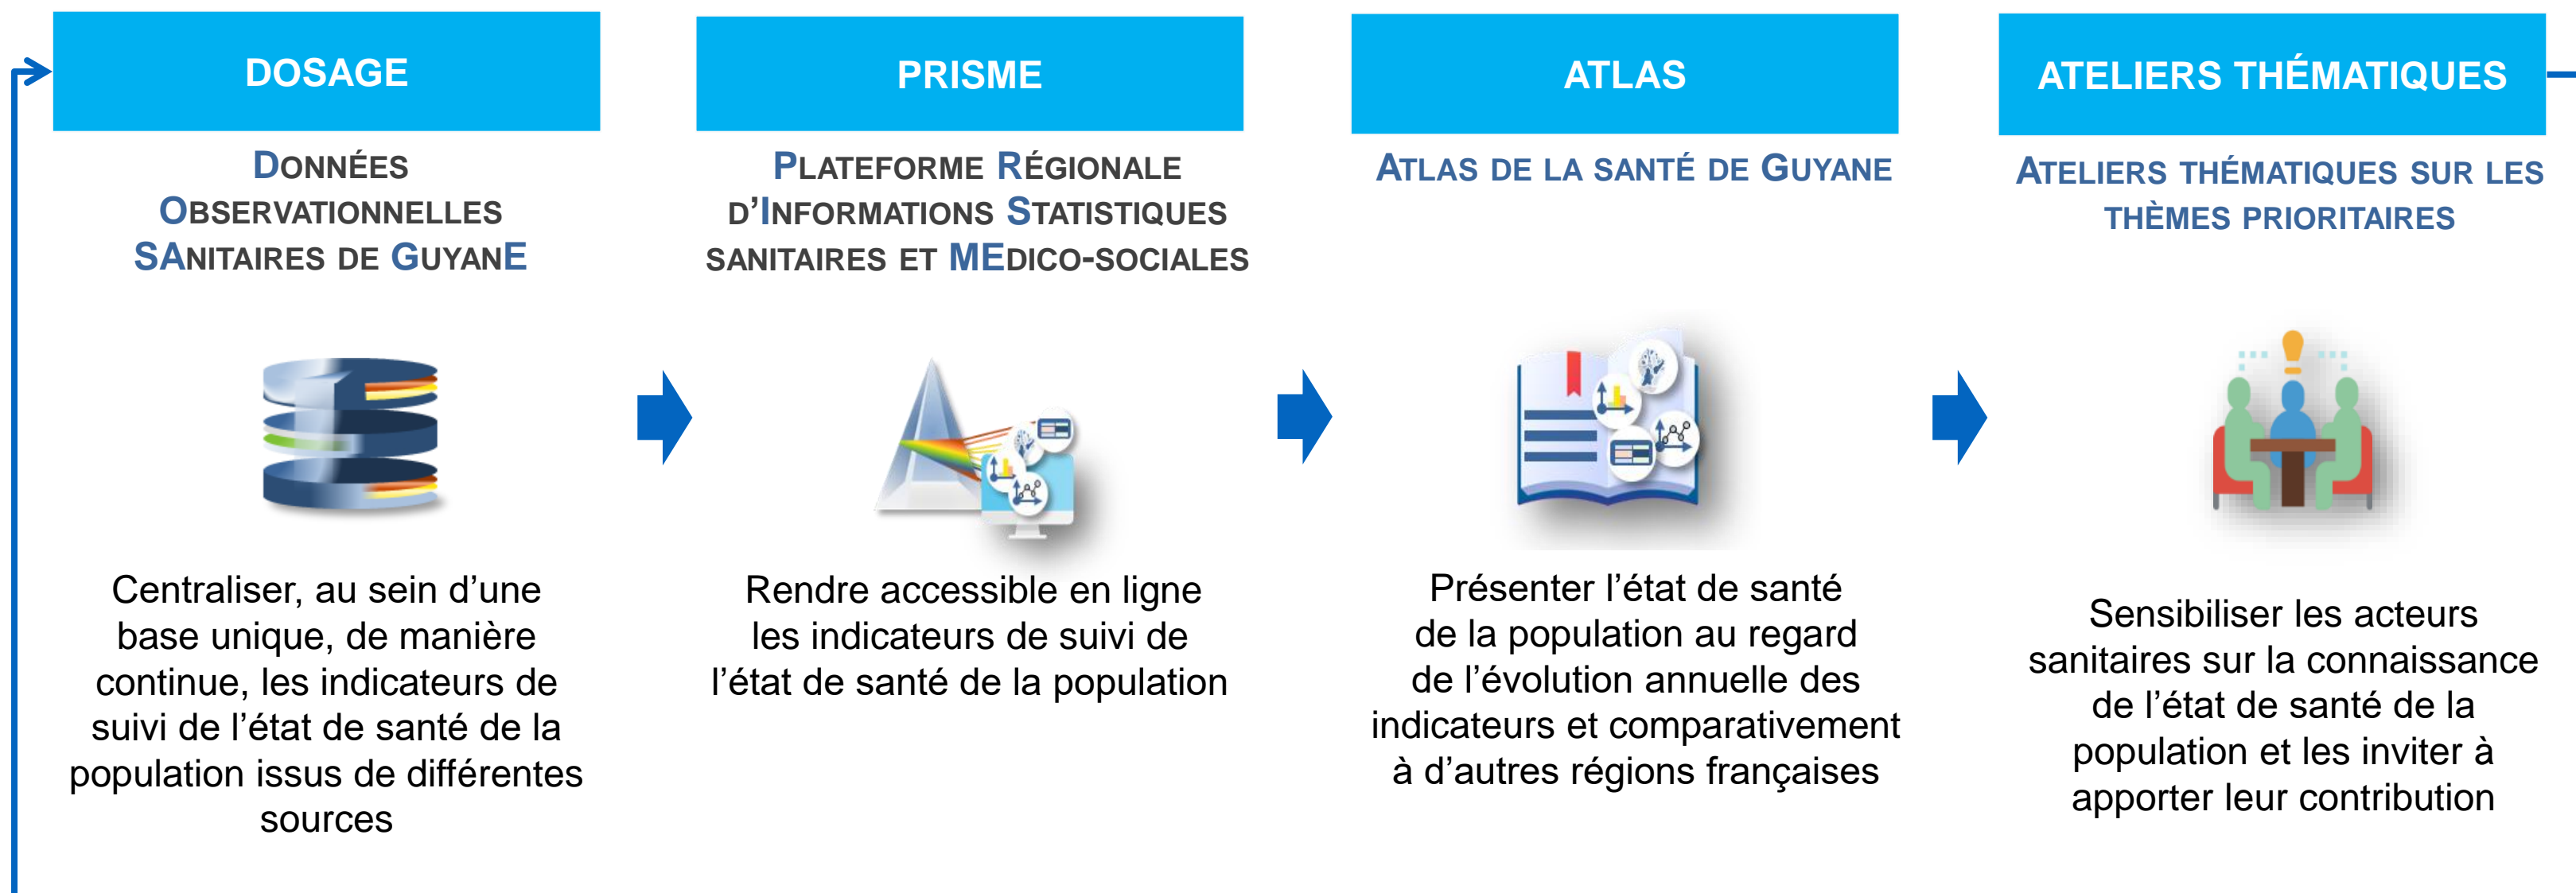 DOSAGE
DONNÉES
OBSERVATIONNELLES
SANITAIRES DE GUYANE
Centraliser, au sein d’une
base unique, de manière
continue, les indicateurs de
suivi de l’état de santé de la
population issus de différentes
sources
PRISME
PLATEFORME RÉGIONALE
D’INFORMATIONS STATISTIQUES
SANITAIRES ET MEDICO-SOCIALES
Rendre accessible en ligne
les indicateurs de suivi de
l’état de santé de la population
ATLAS
ATLAS DE LA SANTÉ DE GUYANE
Présenter l’état de santé
de la population au regard
de l’évolution annuelle des
indicateurs et comparativement
à d’autres régions françaises
ATELIERS THÉMATIQUES
ATELIERS THÉMATIQUES SUR LES
THÈMES PRIORITAIRES
Sensibiliser les acteurs
sanitaires sur la connaissance
de l’état de santé de la
population et les inviter à
apporter leur contribution